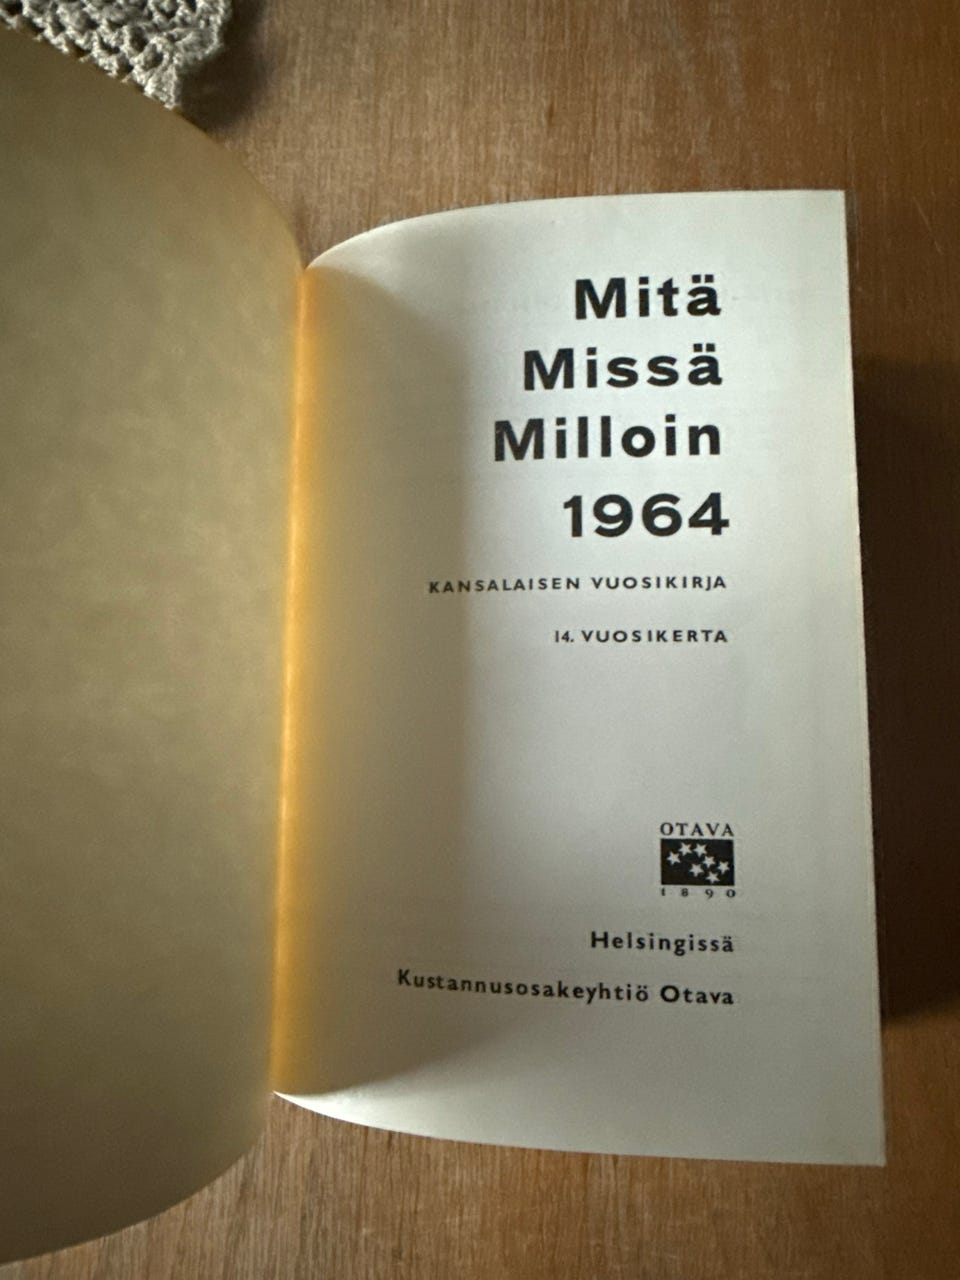 Mitä
Missä
Milloin
1964
KANSALAISEN VUOSIKIRJA
14. VUOSIKERTA
OTAVA
1890
Helsingissä
Kustannusosakeyhtiö Otava